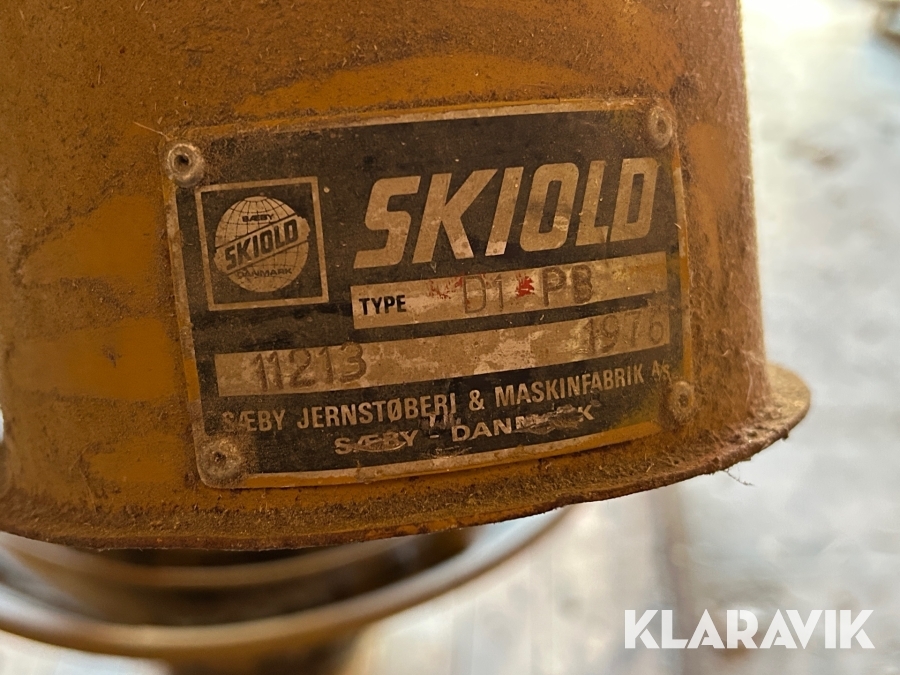 SÆBY
SKIOLD
DANMARK
SKIOLD
TYPE D1 PB
11213 1976
SÆBY JERNSTØBERI & MASKINFABRIK A/S
SÆBY - DANMARK
KLARAVIK